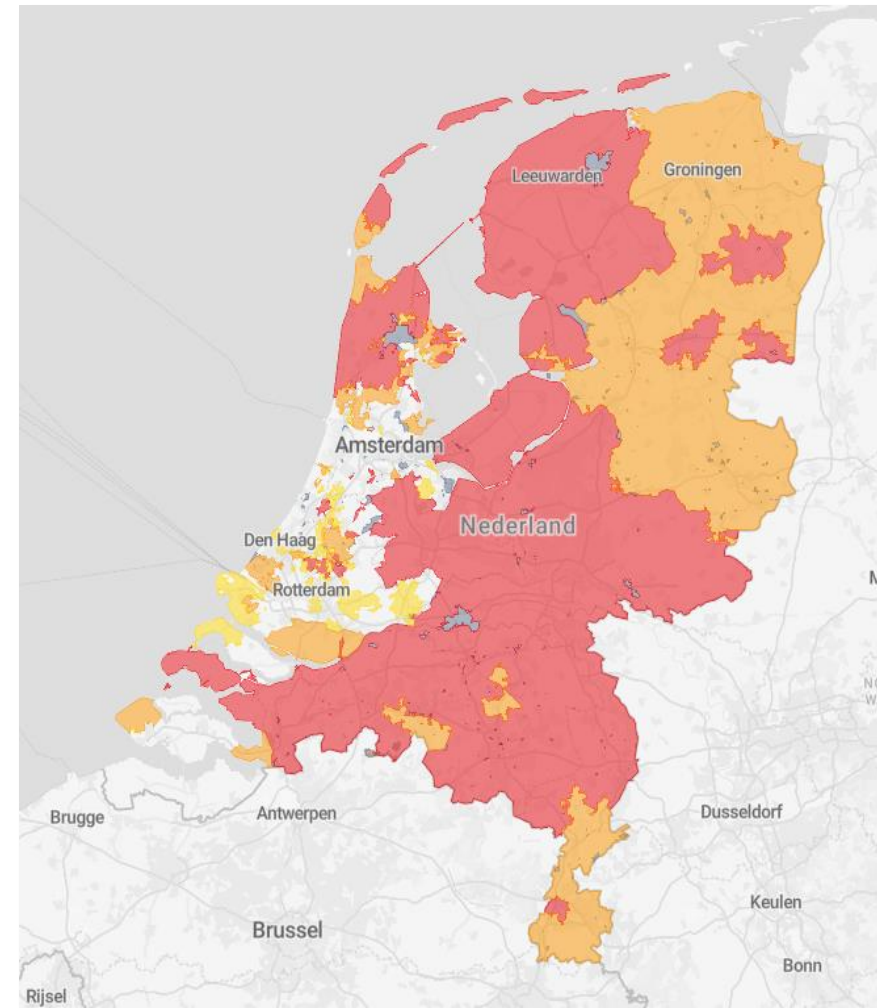 Leeuwarden
Groningen
Amsterdam
Den Haag
Nederland
Rotterdam
Brugge
Antwerpen
Dusseldorf
Keulen
Brussel
Bonn
Rijsel